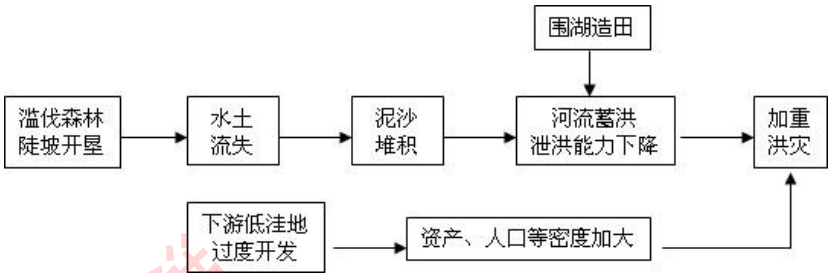 围湖造田
滥伐森林
陡坡开垦
水土
流失
泥沙
堆积
河流蓄洪
泄洪能力下降
加重
洪灾
下游低洼地
过度开发
资产、人口等密度加大